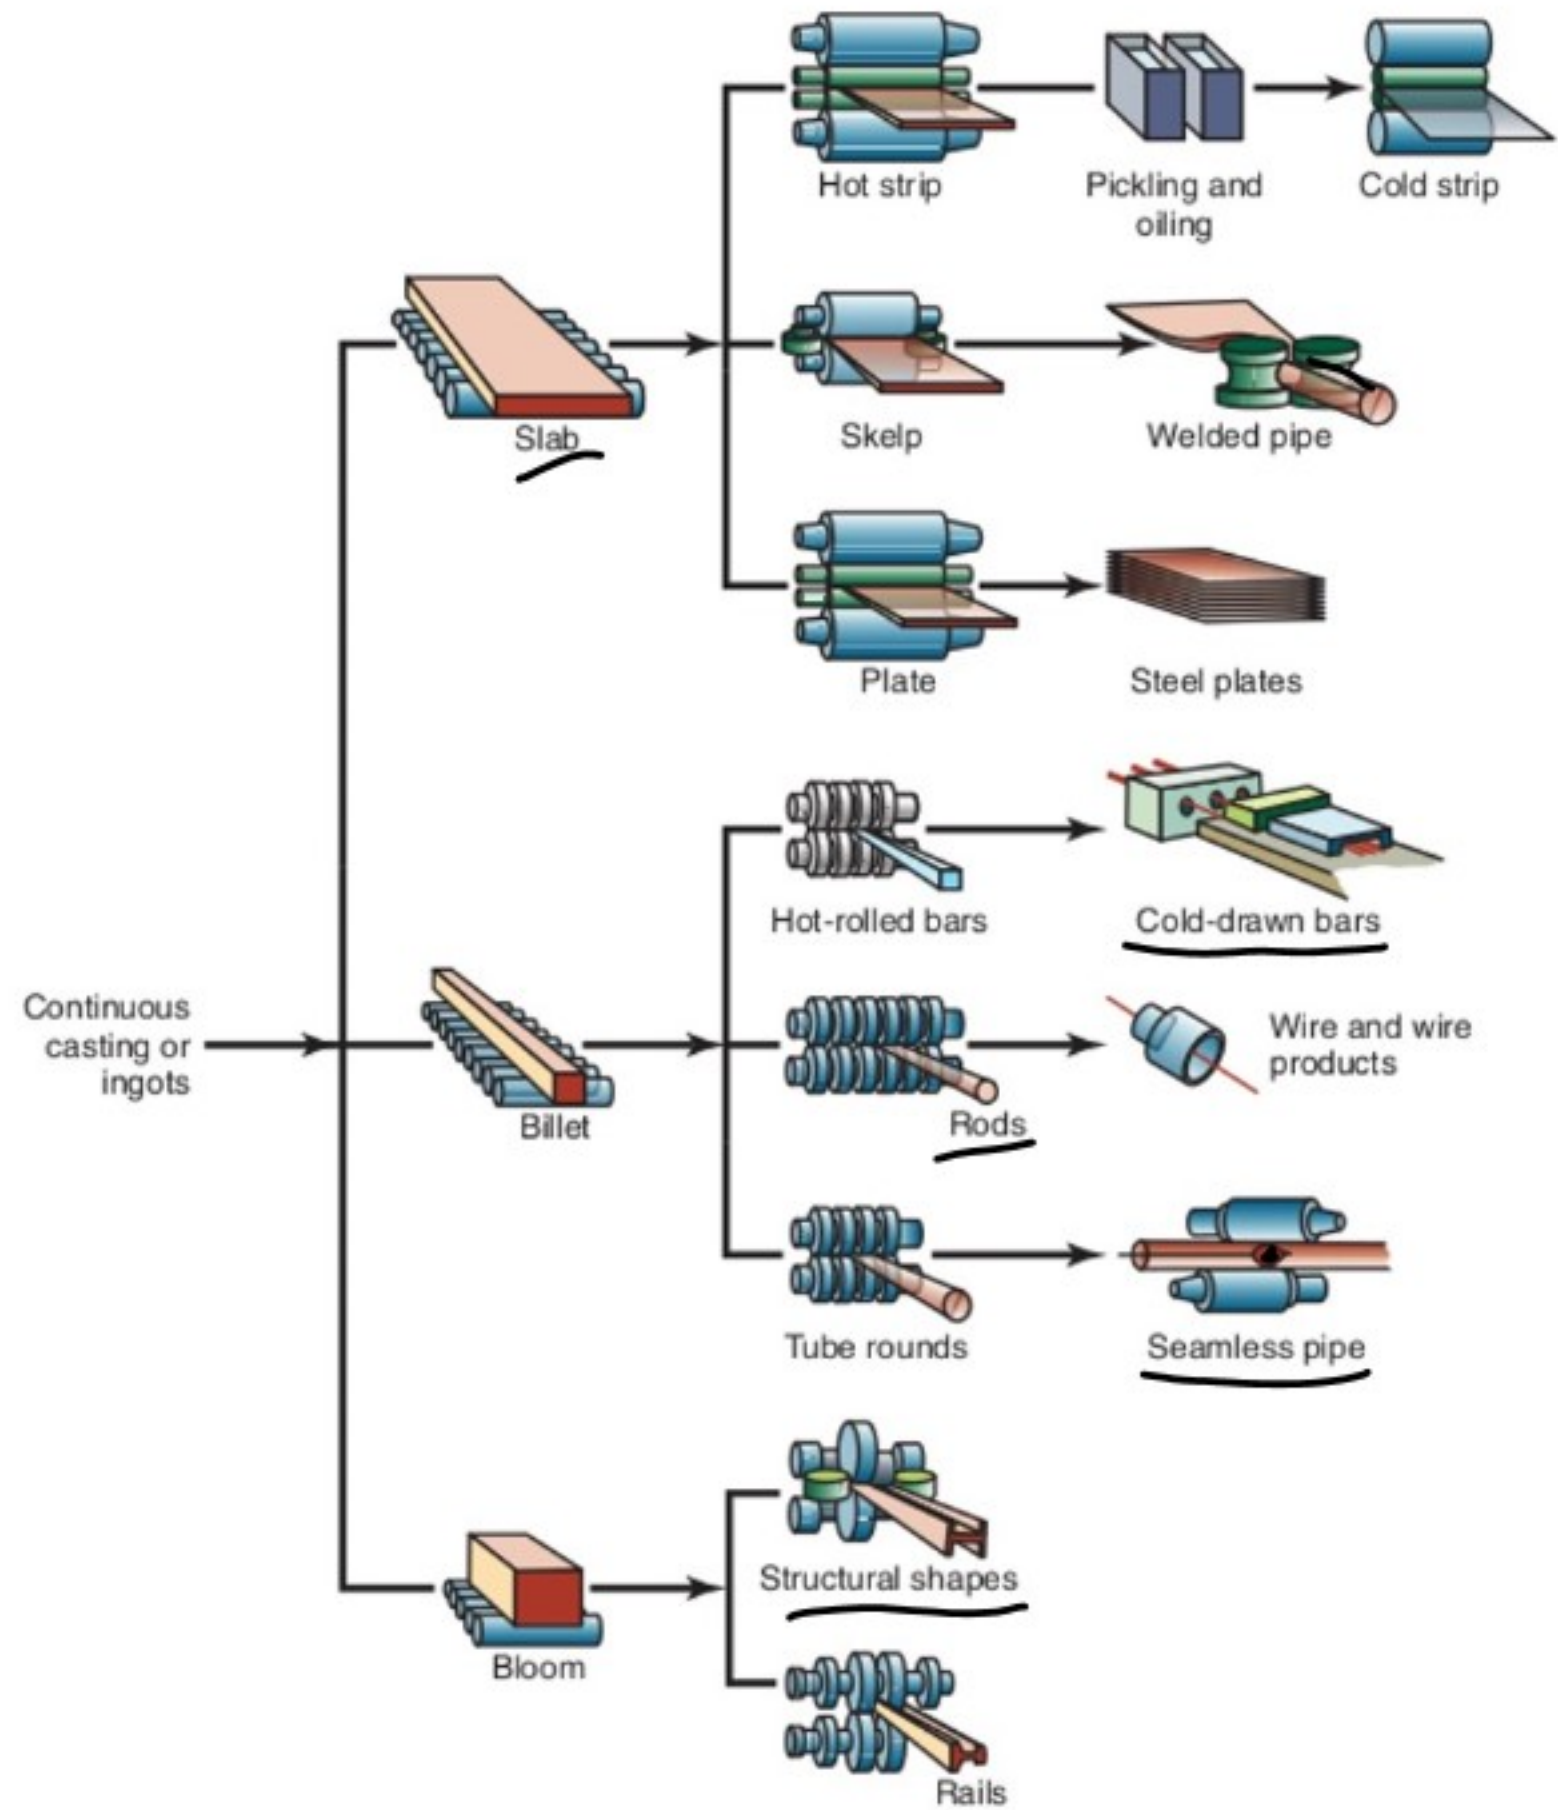 Hot strip
Pickling and
oiling
Cold strip
Slab
Skelp
Welded pipe
Plate
Steel plates
Hot-rolled bars
Cold-drawn bars
Continuous
casting or
ingots
Billet
Rods
Wire and wire
products
Tube rounds
Seamless pipe
Bloom
Structural shapes
Rails